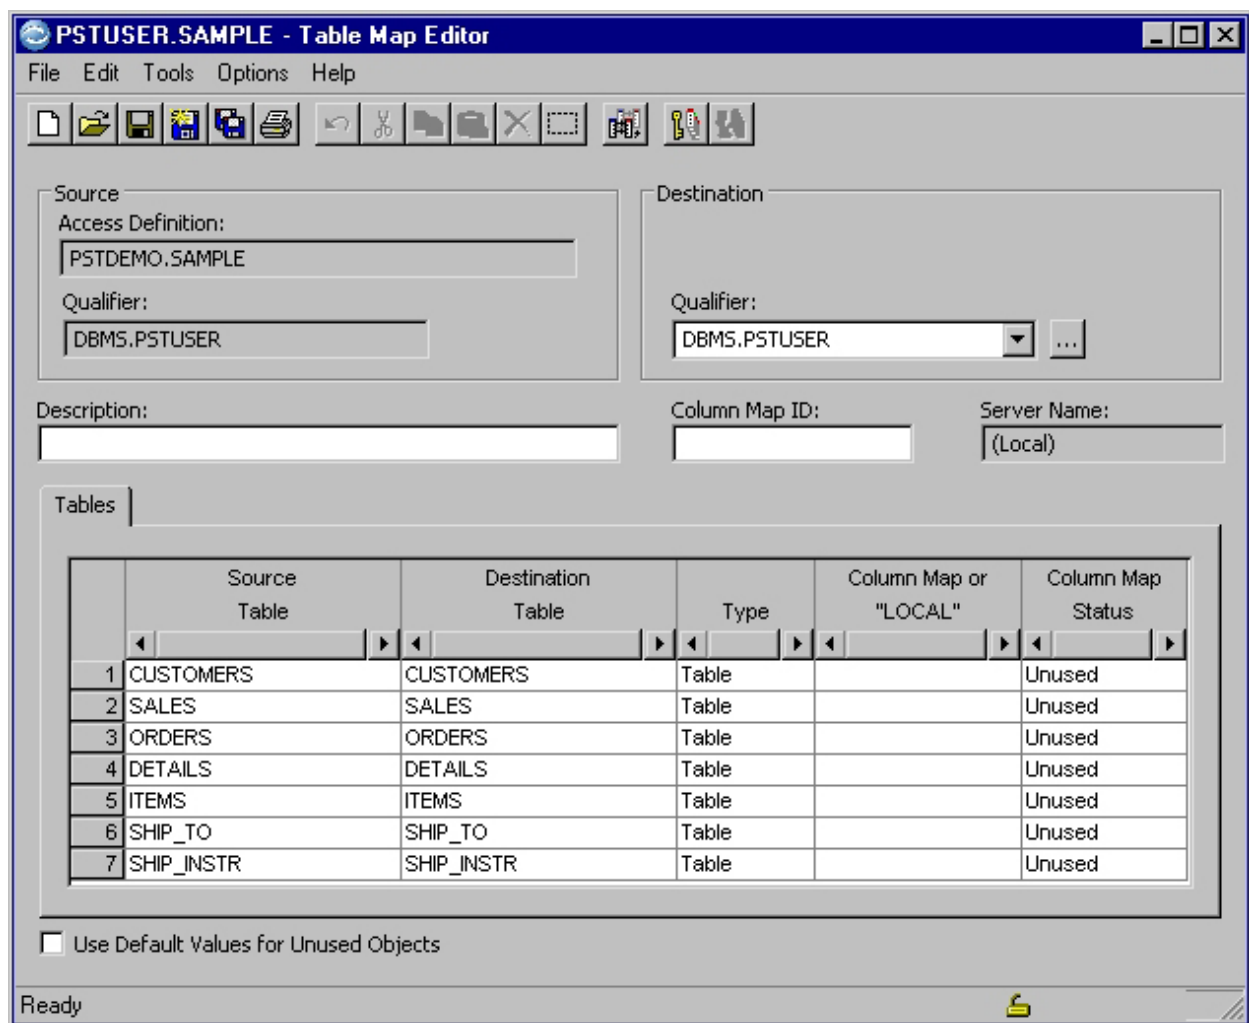 PSTUSER.SAMPLE - Table Map Editor
File Edit Tools Options Help
Source
Access Definition:
PSTDEMO.SAMPLE
Qualifier:
DBMS.PSTUSER
Destination
Qualifier:
DBMS.PSTUSER
...
Description:
Column Map ID:
Server Name:
(Local)
Tables
Source Table Destination Table Type Column Map or "LOCAL" Column Map Status
1 CUSTOMERS CUSTOMERS Table Unused
2 SALES SALES Table Unused
3 ORDERS ORDERS Table Unused
4 DETAILS DETAILS Table Unused
5 ITEMS ITEMS Table Unused
6 SHIP_TO SHIP_TO Table Unused
7 SHIP_INSTR SHIP_INSTR Table Unused
Use Default Values for Unused Objects
Ready